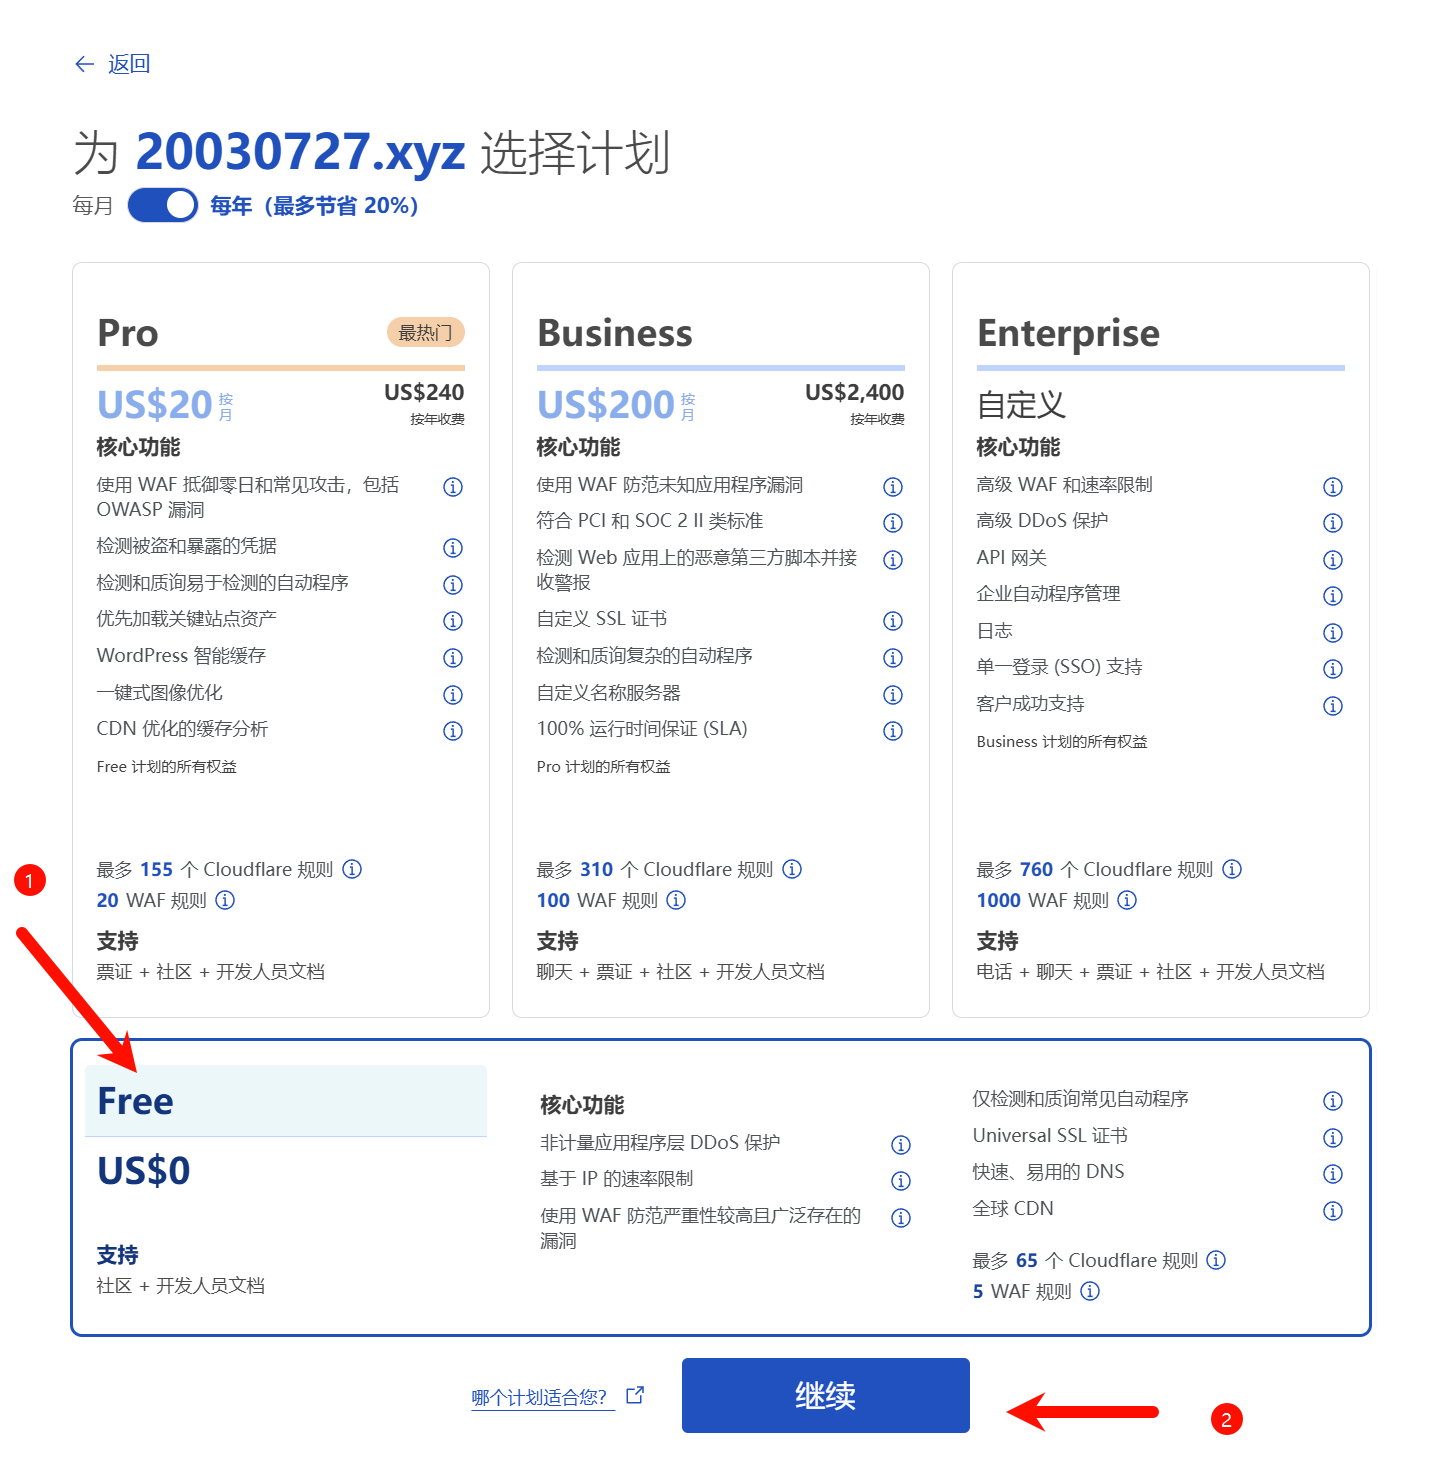 返回
为 20030727.xyz 选择计划
每月 每年（最多节省 20%）
Pro
最热门
US$20 按月
US$240
按年收费
核心功能
使用 WAF 抵御零日和常见攻击，包括
OWASP 漏洞
检测被盗和暴露的凭据
检测和质询易于检测的自动程序
优先加载关键站点资产
WordPress 智能缓存
一键式图像优化
CDN 优化的缓存分析
Free 计划的所有权益
最多 155 个 Cloudflare 规则
20 WAF 规则
支持
票证 + 社区 + 开发人员文档
Business
US$200 按月
US$2,400
按年收费
核心功能
使用 WAF 防范未知应用程序漏洞
符合 PCI 和 SOC 2 II 类标准
检测 Web 应用上的恶意第三方脚本并接
收警报
自定义 SSL 证书
检测和质询复杂的自动程序
自定义名称服务器
100% 运行时间保证 (SLA)
Pro 计划的所有权益
最多 310 个 Cloudflare 规则
100 WAF 规则
支持
聊天 + 票证 + 社区 + 开发人员文档
Enterprise
自定义
核心功能
高级 WAF 和速率限制
高级 DDoS 保护
API 网关
企业自动程序管理
日志
单一登录 (SSO) 支持
客户成功支持
Business 计划的所有权益
最多 760 个 Cloudflare 规则
1000 WAF 规则
支持
电话 + 聊天 + 票证 + 社区 + 开发人员文档
1
Free
US$0
支持
社区 + 开发人员文档
核心功能
非计量应用程序层 DDoS 保护
基于 IP 的速率限制
使用 WAF 防范严重性较高且广泛存在的
漏洞
仅检测和质询常见自动程序
Universal SSL 证书
快速、易用的 DNS
全球 CDN
最多 65 个 Cloudflare 规则
5 WAF 规则
哪个计划适合您？
继续
2